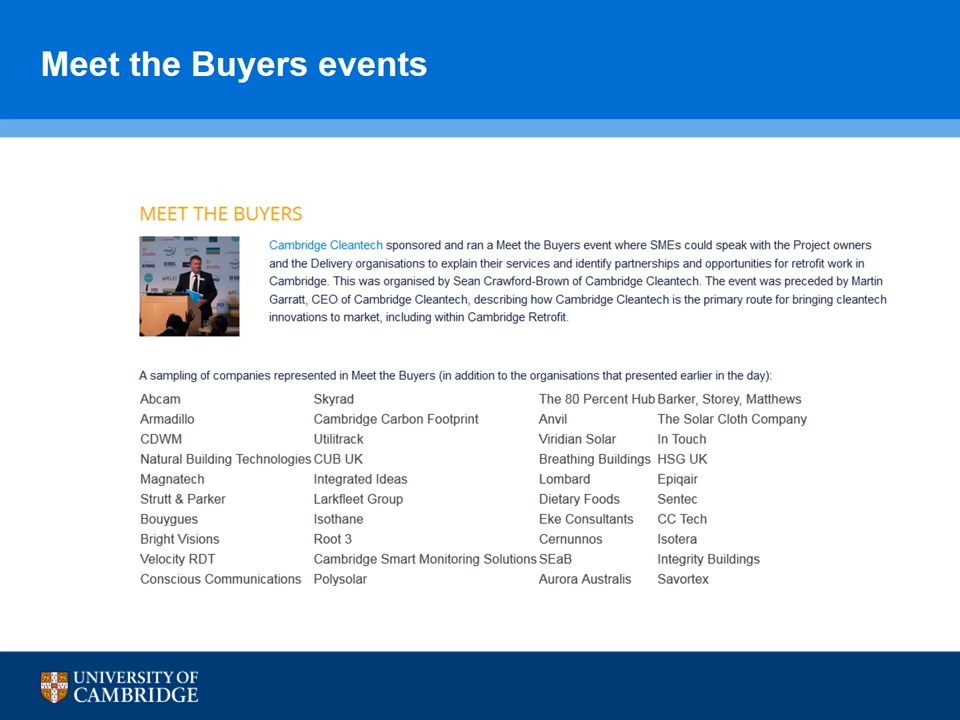 Meet the Buyers events
MEET THE BUYERS
Cambridge Cleantech sponsored and ran a Meet the Buyers event where SMEs could speak with the Project owners
and the Delivery organisations to explain their services and identify partnerships and opportunities for retrofit work in
Cambridge. This was organised by Sean Crawford-Brown of Cambridge Cleantech. The event was preceded by Martin
Garratt, CEO of Cambridge Cleantech, describing how Cambridge Cleantech is the primary route for bringing cleantech
innovations to market, including within Cambridge Retrofit.
A sampling of companies represented in Meet the Buyers (in addition to the organisations that presented earlier in the day):
Abcam Skyrad The 80 Percent Hub Barker, Storey, Matthews
Armadillo Cambridge Carbon Footprint Anvil The Solar Cloth Company
CDWM Utilitrack Viridian Solar In Touch
Natural Building Technologies CUB UK Breathing Buildings HSG UK
Magnatech Integrated Ideas Lombard Epiqair
Strutt & Parker Larkfleet Group Dietary Foods Sentec
Bouygues Isothane Eke Consultants CC Tech
Bright Visions Root 3 Cernunnos Isotera
Velocity RDT Cambridge Smart Monitoring Solutions SEaB Integrity Buildings
Conscious Communications Polysolar Aurora Australis Savortex
UNIVERSITY OF
CAMBRIDGE